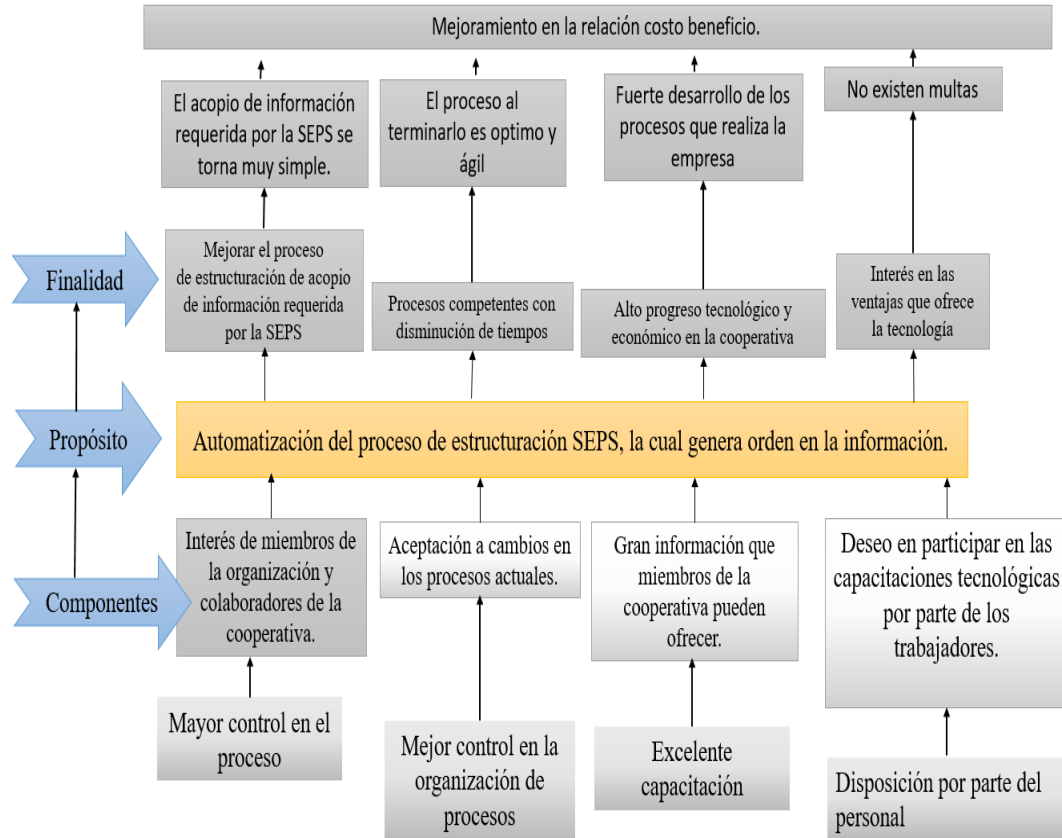 Mejoramiento en la relación costo beneficio.
El acopio de información
requerida por la SEPS se
torna muy simple.
El proceso al
terminarlo es optimo y
ágil
Fuerte desarrollo de los
procesos que realiza la
empresa
No existen multas
Finalidad
Mejorar el proceso
de estructuración de acopio
de información requerida
por la SEPS
Procesos competentes con
disminución de tiempos
Alto progreso tecnológico y
económico en la cooperativa
Interés en las
ventajas que ofrece
la tecnología
Propósito
Automatización del proceso de estructuración SEPS, la cual genera orden en la información.
Componentes
Interés de miembros de
la organización y
colaboradores de la
cooperativa.
Aceptación a cambios en
los procesos actuales.
Gran información que
miembros de la
cooperativa pueden
ofrecer.
Deseo en participar en las
capacitaciones tecnológicas
por parte de los
trabajadores.
Mayor control en el
proceso
Mejor control en la
organización de
procesos
Excelente
capacitación
Disposición por parte del
personal